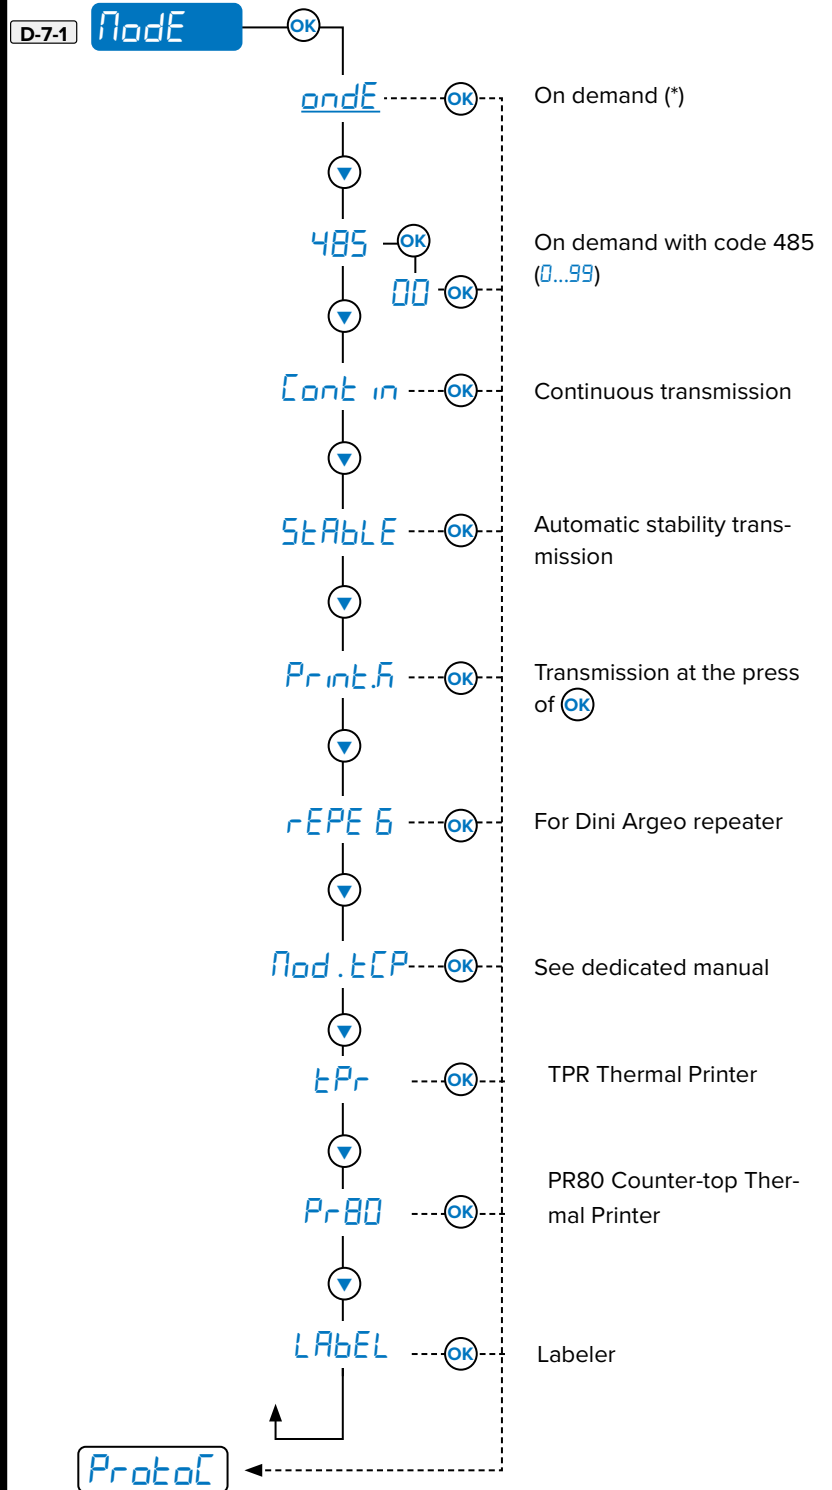 D-7-1 ModE OK
ondE OK On demand (*)
485 OK On demand with code 485
00 OK (0...99)
Contin OK Continuous transmission
StAbLE OK Automatic stability trans-
mission
Print.h OK Transmission at the press
of OK
rEPE 6 OK For Dini Argeo repeater
Mod.tCP OK See dedicated manual
tPr OK TPR Thermal Printer
Pr80 OK PR80 Counter-top Ther-
mal Printer
LAbEL OK Labeler
ProtoC